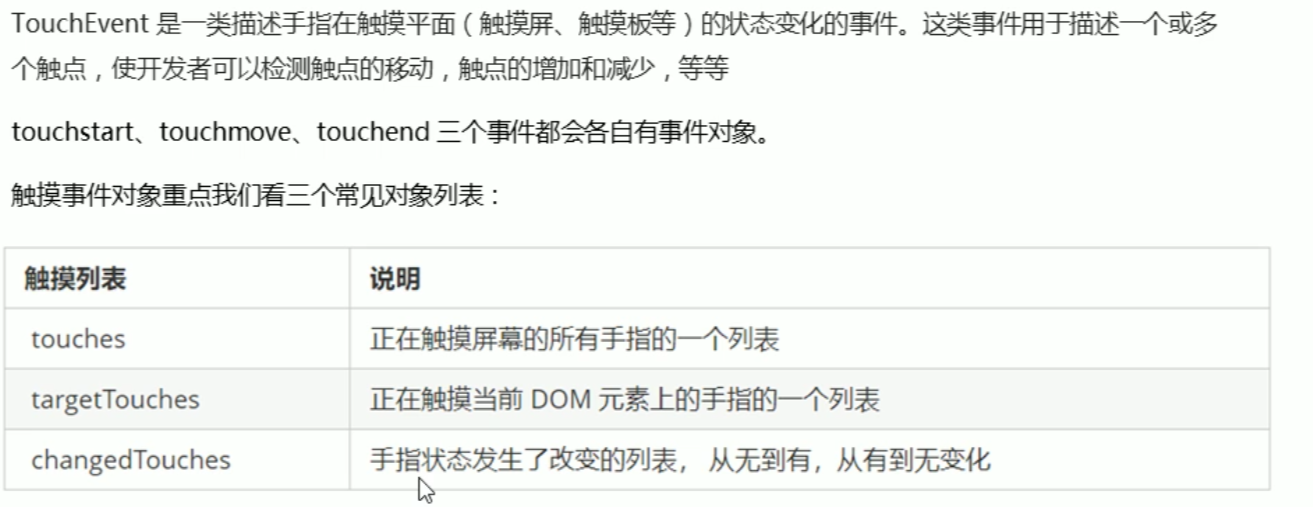 TouchEvent 是一类描述手指在触摸平面（触摸屏、触摸板等）的状态变化的事件。这类事件用于描述一个或多
个触点，使开发者可以检测触点的移动，触点的增加和减少，等等
touchstart、touchmove、touchend 三个事件都会各自有事件对象。
触摸事件对象重点我们看三个常见对象列表：
触摸列表 说明
touches 正在触摸屏幕的所有手指的一个列表
targetTouches 正在触摸当前 DOM 元素上的手指的一个列表
changedTouches 手指状态发生了改变的列表，从无到有，从有到无变化